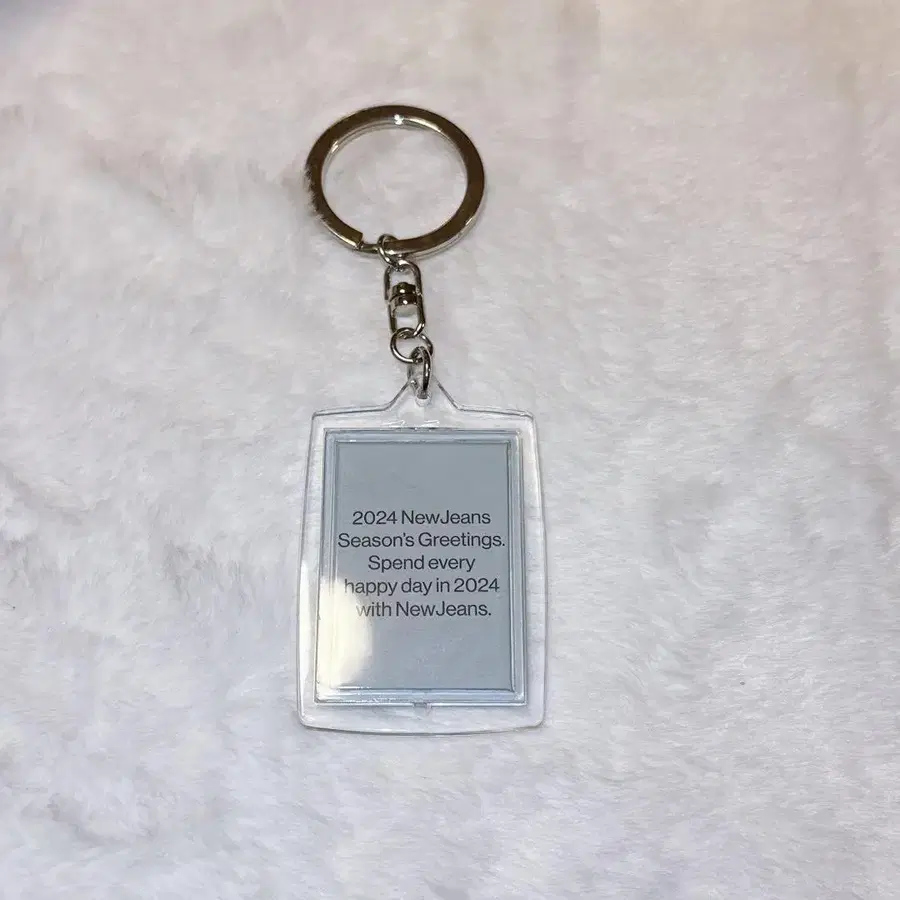 2024 NewJeans
Season's Greetings.
Spend every
happy day in 2024
with NewJeans.